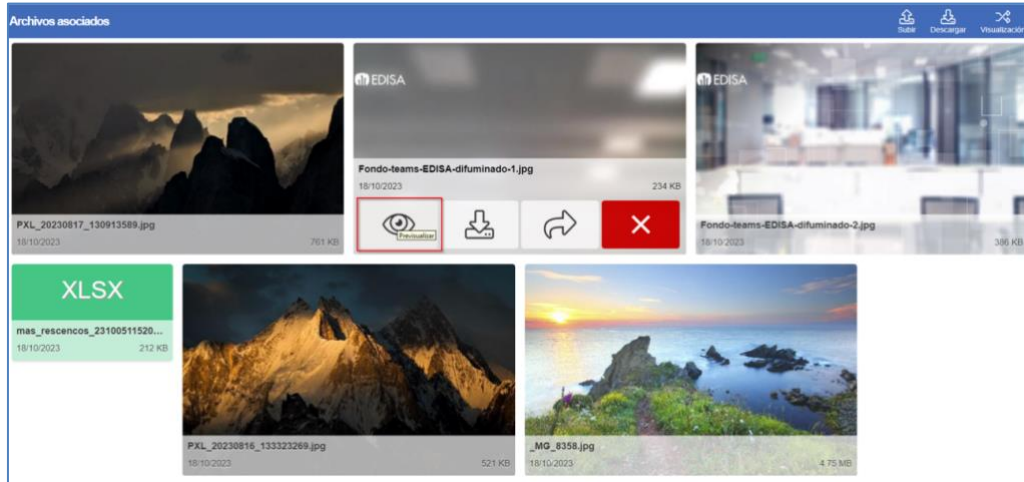 Archivos asociados
Subir
Descargar
Visualización
EDISA
EDISA
Fondo-teams-EDISA-difuminado-1.jpg
18/10/2023
234 KB
PXL_20230817_130913589.jpg
18/10/2023
761 KB
Previsualizar
Fondo-teams-EDISA-difuminado-2.jpg
18/10/2023
386 KB
XLSX
mas_rescencos_23100511520...
18/10/2023
212 KB
PXL_20230816_133323269.jpg
18/10/2023
521 KB
_MG_8358.jpg
18/10/2023
4.75 MB